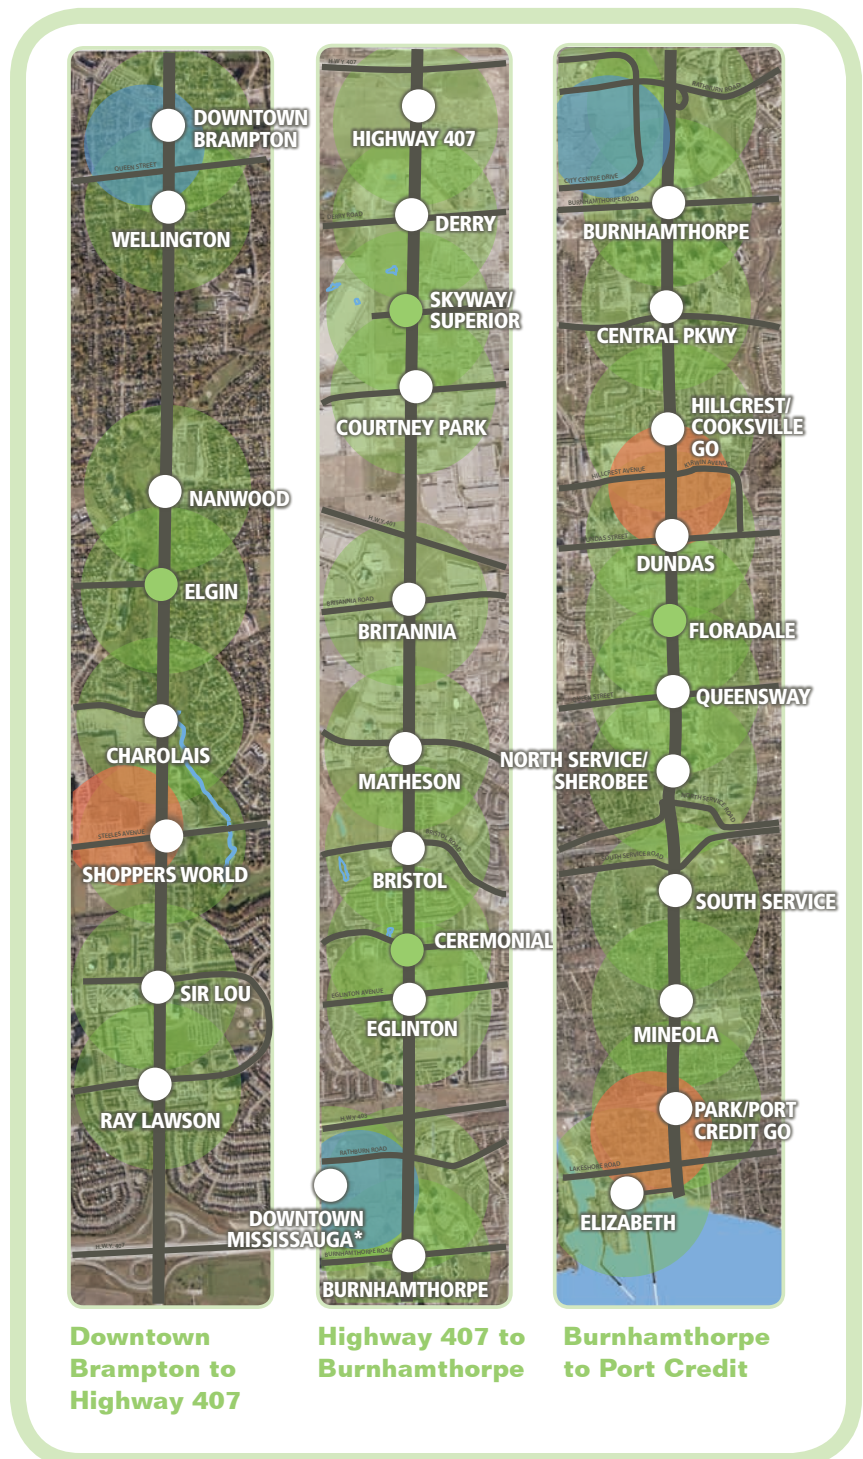 DOWNTOWN
BRAMPTON
QUEEN STREET
WELLINGTON
NANWOOD
ELGIN
CHAROLAIS
STEELES AVENUE
SHOPPERS WORLD
SIR LOU
RAY LAWSON
H.W.Y. 407
Downtown
Brampton to
Highway 407
H.W.Y. 407
HIGHWAY 407
DERRY ROAD
DERRY
SKYWAY/
SUPERIOR
COURTNEY PARK
H.W.Y. 401
BRITANNIA ROAD
BRITANNIA
MATHESON
BRISTOL ROAD
BRISTOL
CEREMONIAL
EGLINTON AVENUE
EGLINTON
H.W.Y. 403
RATHBURN ROAD
DOWNTOWN
MISSISSAUGA*
BURNHAMTHORPE ROAD
BURNHAMTHORPE
Highway 407 to
Burnhamthorpe
RATHBURN ROAD
CITY CENTRE DRIVE
BURNHAMTHORPE ROAD
BURNHAMTHORPE
CENTRAL PKWY
HILLCREST/
COOKSVILLE
GO
HILLCREST AVENUE
DUNDAS STREET
DUNDAS
FLORADALE
STREET
QUEENSWAY
NORTH SERVICE/
SHEROBEE
NORTH SERVICE ROAD
SOUTH SERVICE ROAD
SOUTH SERVICE
MINEOLA
PARK/PORT
CREDIT GO
LAKESHORE ROAD
ELIZABETH
Burnhamthorpe
to Port Credit